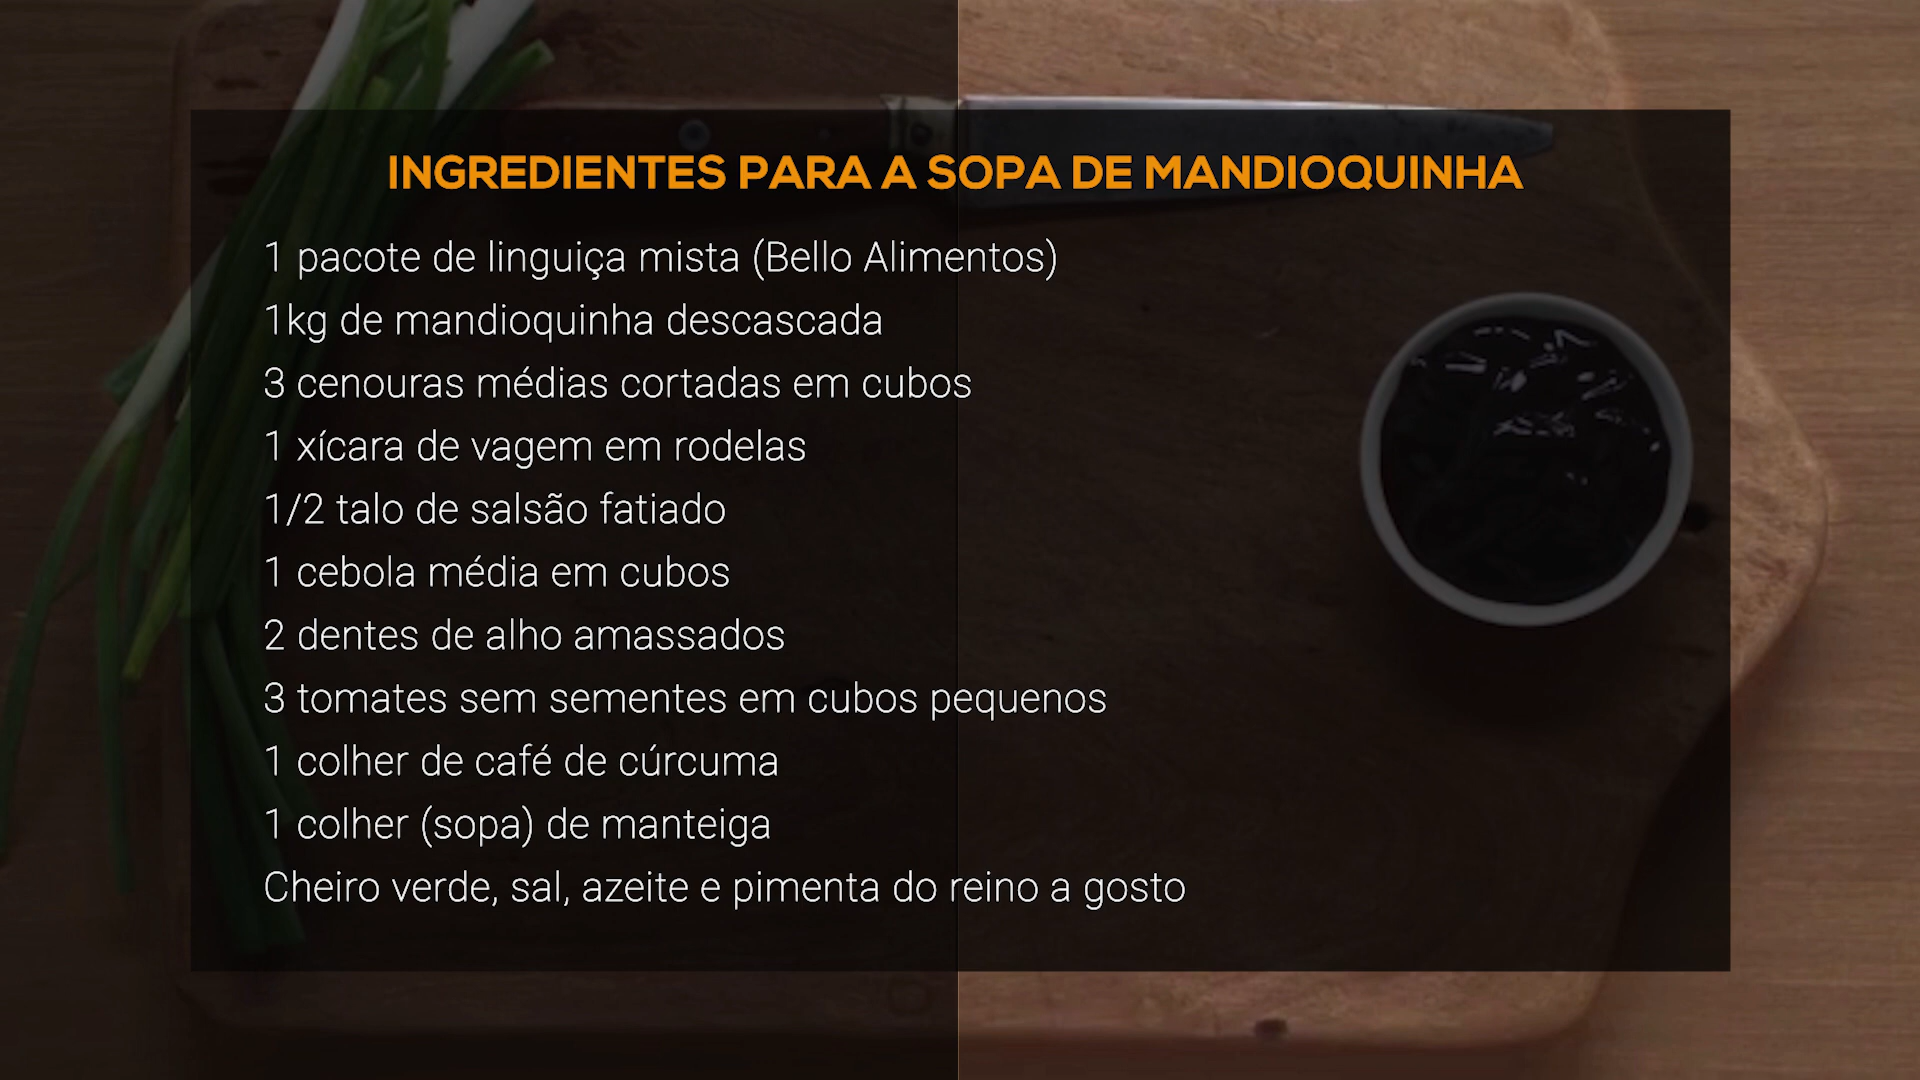 INGREDIENTES PARA A SOPA DE MANDIOQUINHA
1 pacote de linguiça mista (Bello Alimentos)
1kg de mandioquinha descascada
3 cenouras médias cortadas em cubos
1 xícara de vagem em rodelas
1/2 talo de salsão fatiado
1 cebola média em cubos
2 dentes de alho amassados
3 tomates sem sementes em cubos pequenos
1 colher de café de cúrcuma
1 colher (sopa) de manteiga
Cheiro verde, sal, azeite e pimenta do reino a gosto